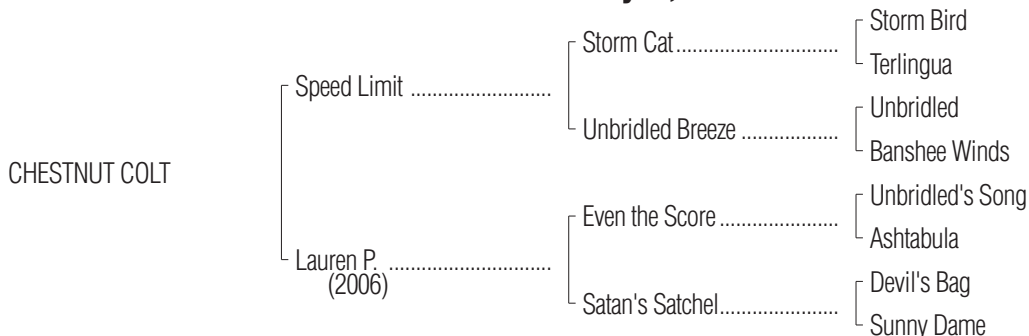 Storm Bird
Storm Cat..............................
Terlingua
Speed Limit ..........................
Unbridled
Unbridled Breeze ..................
Banshee Winds
CHESTNUT COLT
Unbridled's Song
Even the Score......................
Ashtabula
Lauren P. ..............................
(2006)
Devil's Bag
Satan's Satchel......................
Sunny Dame